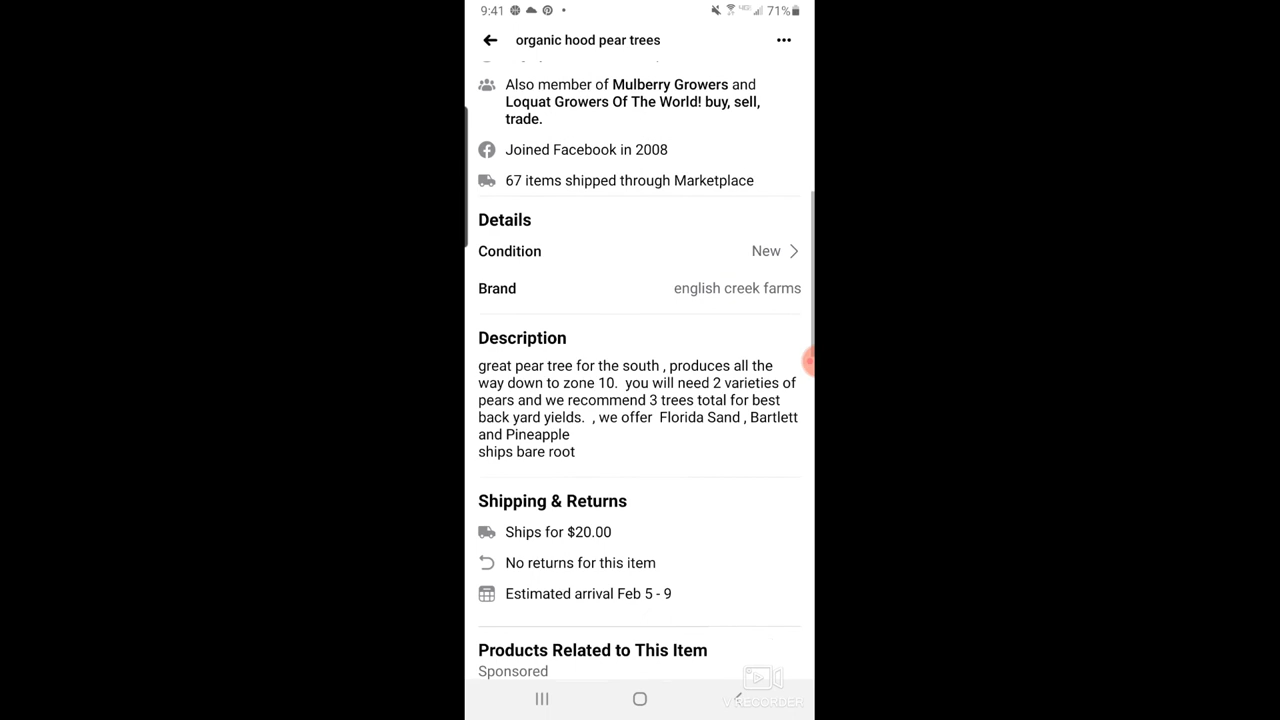 9:41
71%
organic hood pear trees
Also member of Mulberry Growers and
Loquat Growers Of The World! buy, sell,
trade.
Joined Facebook in 2008
67 items shipped through Marketplace
Details
Condition New
Brand english creek farms
Description
great pear tree for the south , produces all the
way down to zone 10.  you will need 2 varieties of
pears and we recommend 3 trees total for best
back yard yields.  , we offer  Florida Sand , Bartlett
and Pineapple
ships bare root
Shipping & Returns
Ships for $20.00
No returns for this item
Estimated arrival Feb 5 - 9
Products Related to This Item
Sponsored
V RECORDER